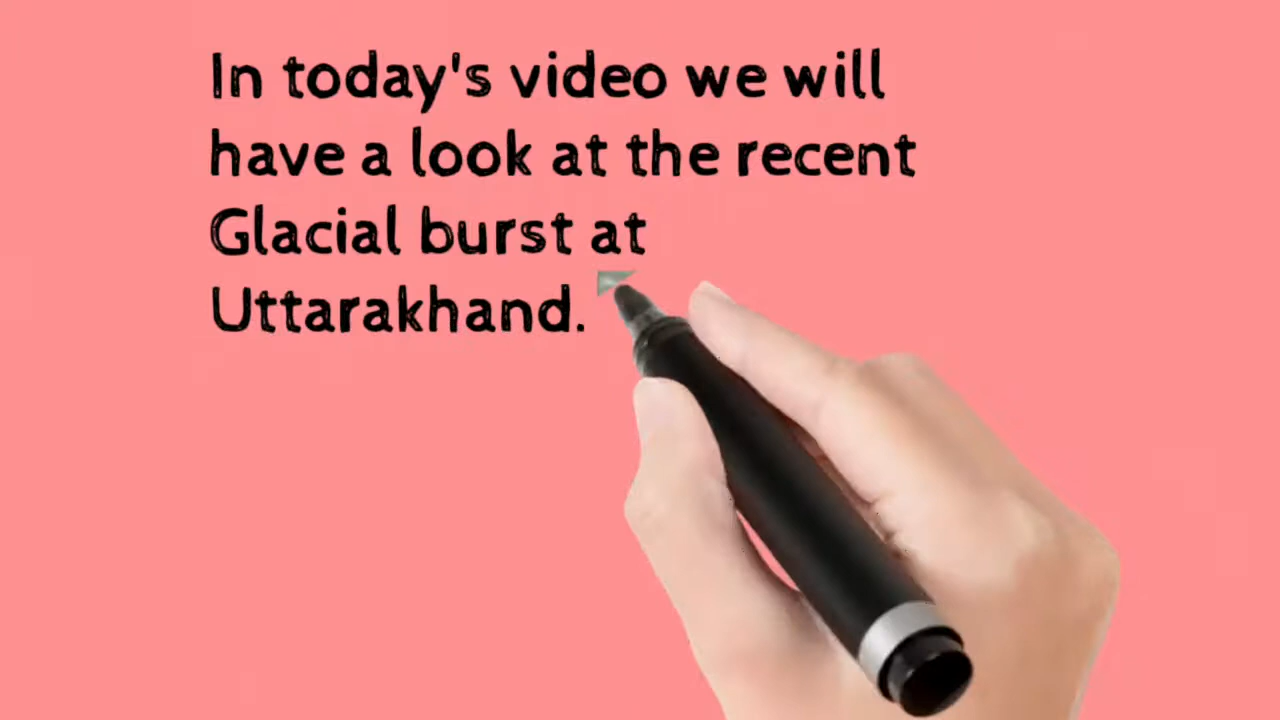 In today's video we will
have a look at the recent
Glacial burst at
Uttarakhand.